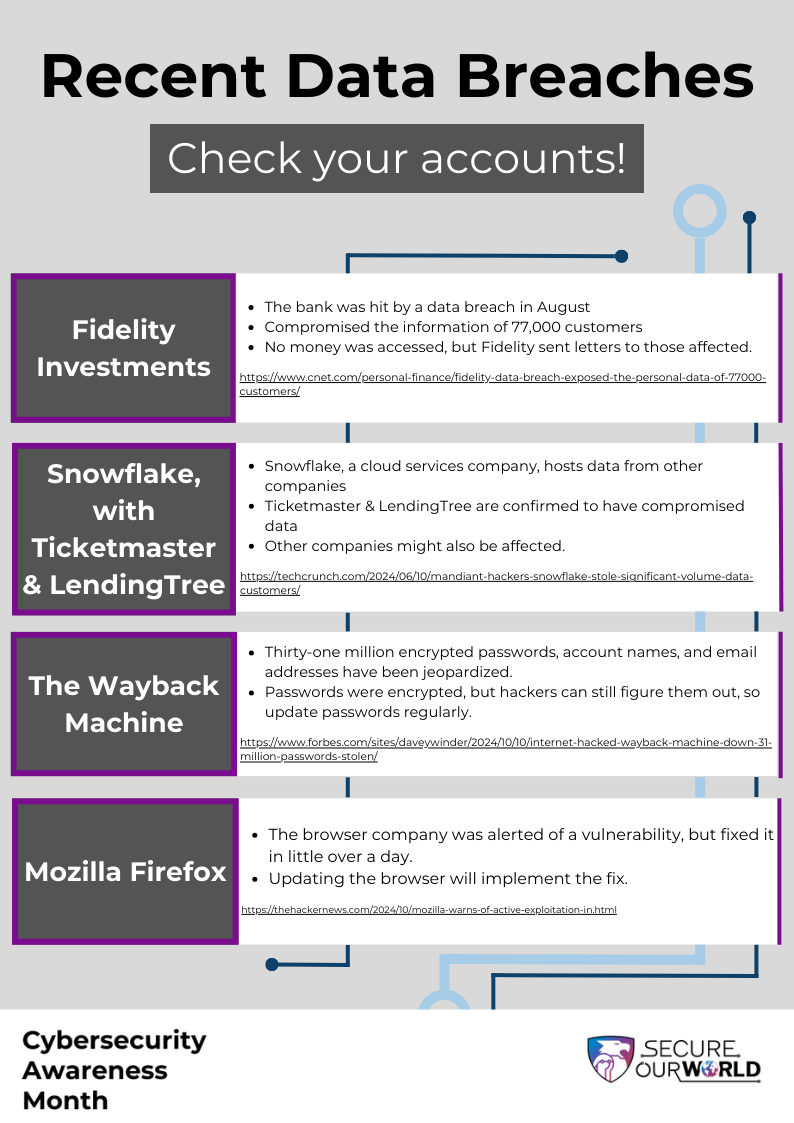 Recent Data Breaches
Check your accounts!
Fidelity
Investments
• The bank was hit by a data breach in August
• Compromised the information of 77,000 customers
• No money was accessed, but Fidelity sent letters to those affected.
https://www.cnet.com/personal-finance/fidelity-data-breach-exposed-the-personal-data-of-77000-
customers/
Snowflake,
with
Ticketmaster
& LendingTree
• Snowflake, a cloud services company, hosts data from other
companies
• Ticketmaster & LendingTree are confirmed to have compromised
data
• Other companies might also be affected.
https://techcrunch.com/2024/06/10/mandiant-hackers-snowflake-stole-significant-volume-data-
customers/
The Wayback
Machine
• Thirty-one million encrypted passwords, account names, and email
addresses have been jeopardized.
• Passwords were encrypted, but hackers can still figure them out, so
update passwords regularly.
https://www.forbes.com/sites/daveywinder/2024/10/10/internet-hacked-wayback-machine-down-31-
million-passwords-stolen/
Mozilla Firefox
• The browser company was alerted of a vulnerability, but fixed it
in little over a day.
• Updating the browser will implement the fix.
https://thehackernews.com/2024/10/mozilla-warns-of-active-exploitation-in.html
Cybersecurity
Awareness
Month
SECURE
OUR WORLD